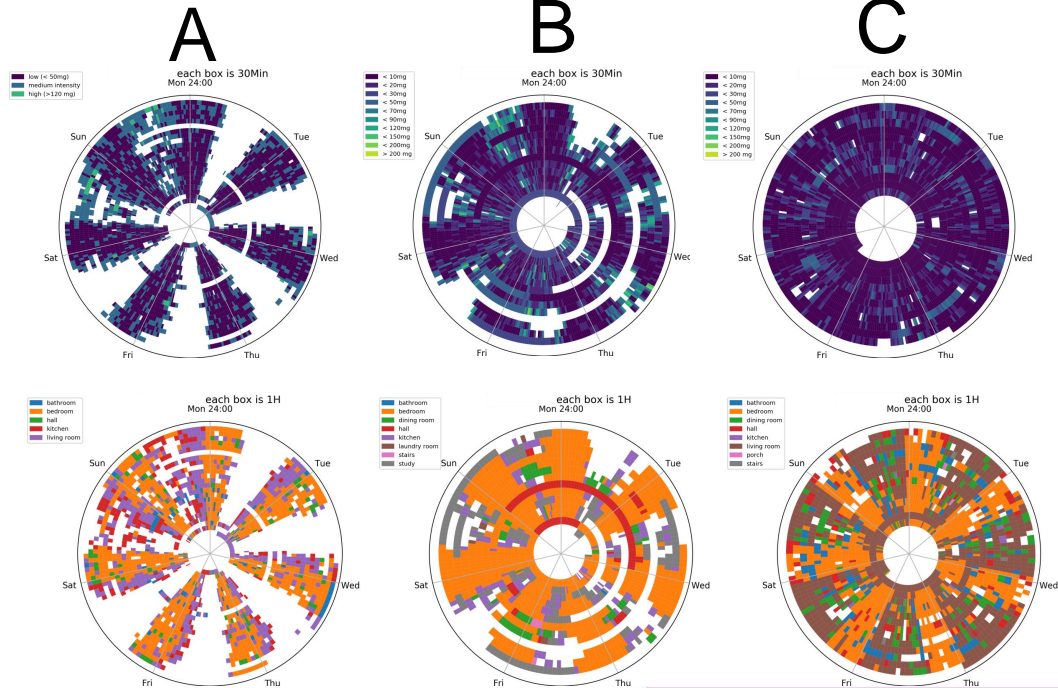 A
B
C
each box is 30Min
Mon 24:00
low (< 50mg)
medium intensity
high (>120 mg)
Sun
Tue
Sat
Wed
Fri
Thu
each box is 30Min
Mon 24:00
< 10mg
< 20mg
< 30mg
< 50mg
< 70mg
< 90mg
< 120mg
< 150mg
< 200mg
> 200 mg
Sun
Tue
Sat
Wed
Fri
Thu
each box is 30Min
Mon 24:00
< 10mg
< 20mg
< 30mg
< 50mg
< 70mg
< 90mg
< 120mg
< 150mg
< 200mg
> 200 mg
Sun
Tue
Sat
Wed
Fri
Thu
each box is 1H
Mon 24:00
bathroom
bedroom
hall
kitchen
living room
Sun
Tue
Sat
Wed
Fri
Thu
each box is 1H
Mon 24:00
bathroom
bedroom
dining room
hall
kitchen
laundry room
stairs
study
Sun
Tue
Sat
Wed
Fri
Thu
each box is 1H
Mon 24:00
bathroom
bedroom
dining room
hall
kitchen
living room
porch
stairs
Sun
Tue
Sat
Wed
Fri
Thu